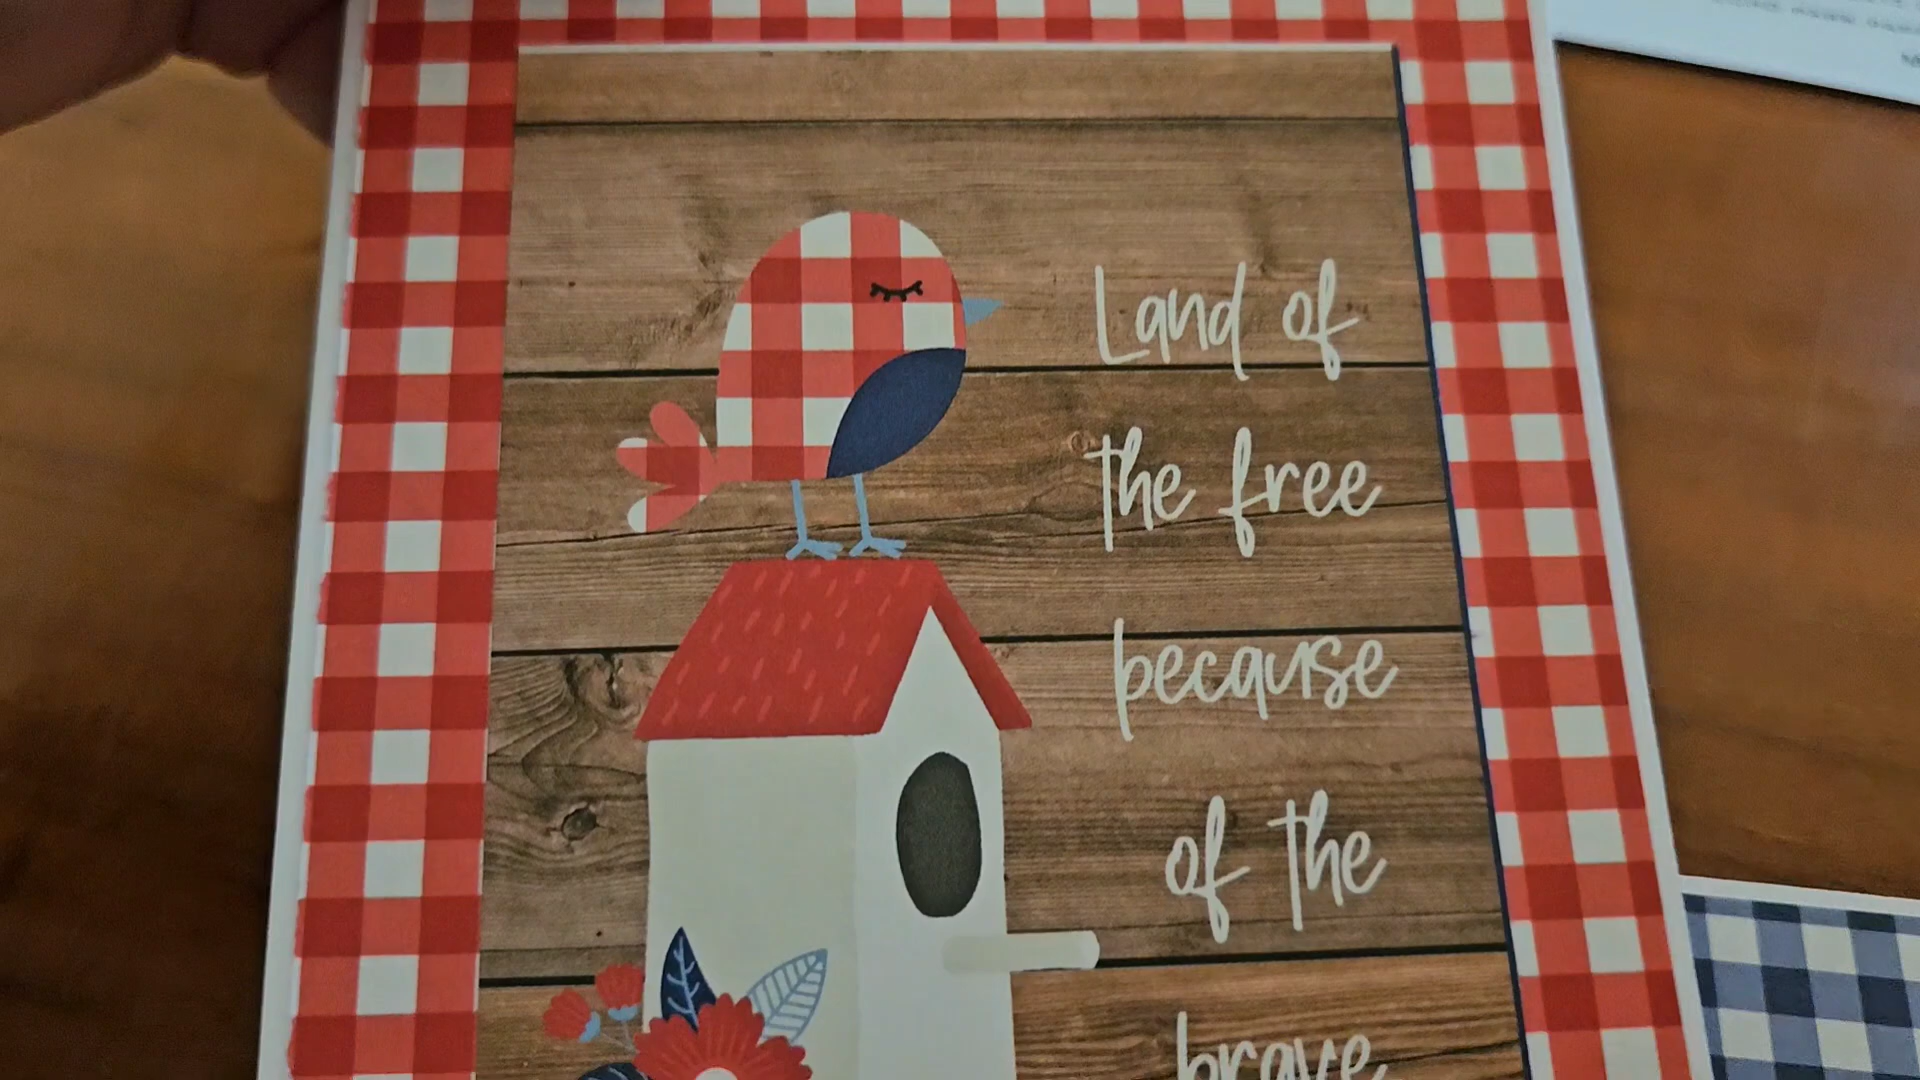 Land of
the free
because
of the
brave